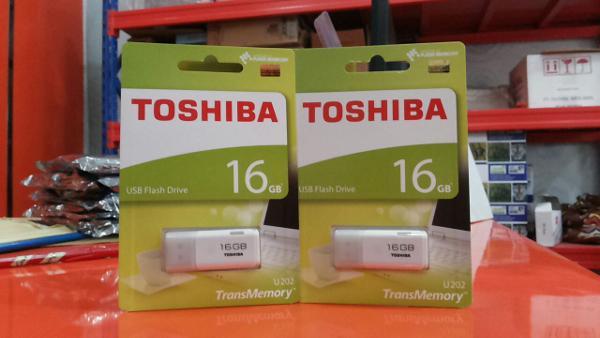 TOSHIBA
16GB
USB Flash Drive
16GB
TOSHIBA
U202
TransMemory
TOSHIBA
16GB
USB Flash Drive
16GB
TOSHIBA
U202
TransMemory